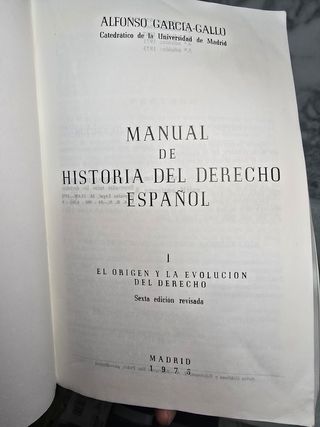 ALFONSO GARCIA-GALLO
Catedrático de la Universidad de Madrid
MANUAL
DE
HISTORIA DEL DERECHO
ESPAÑOL
I
EL ORIGEN Y LA EVOLUCION
DEL DERECHO
Sexta edición revisada
MADRID